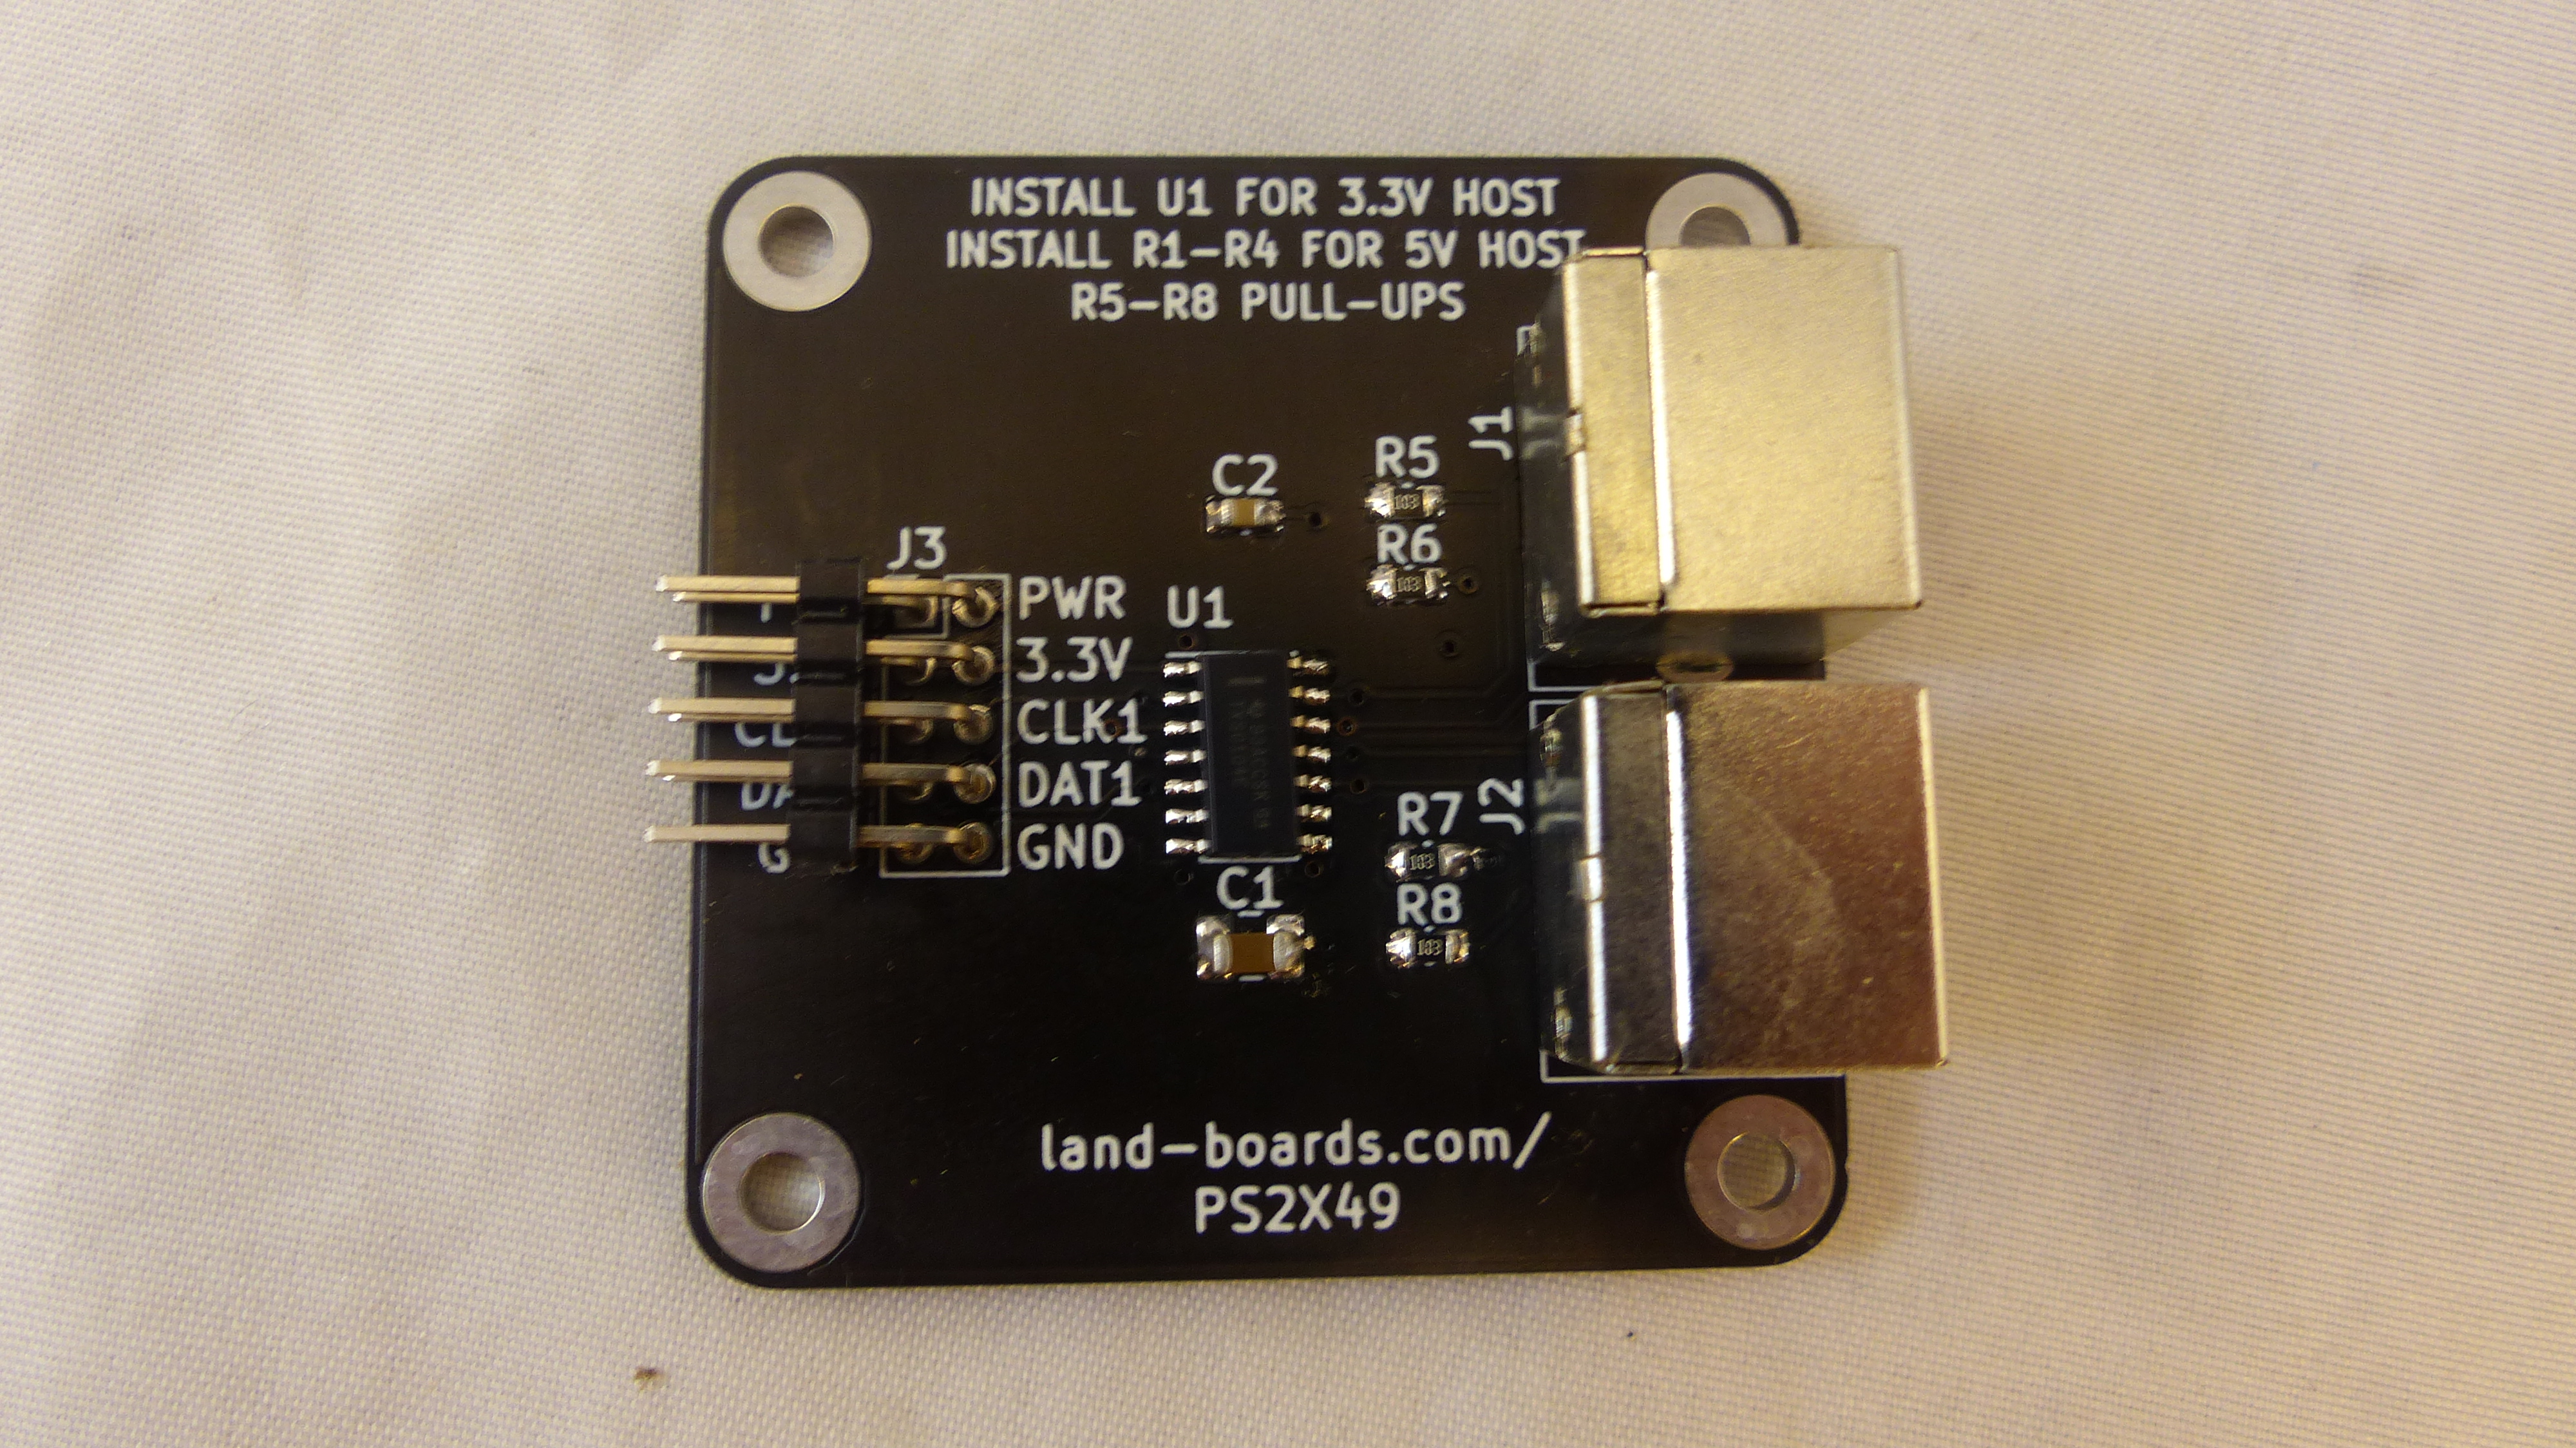 INSTALL U1 FOR 3.3V HOST
INSTALL R1-R4 FOR 5V HOST
R5-R8 PULL-UPS
J1
R5
C2
103
R6
103
J3
PWR
U1
3.3V
CLK1
DAT1
GND
J2
R7
103
C1
R8
103
land-boards.com/
PS2X49